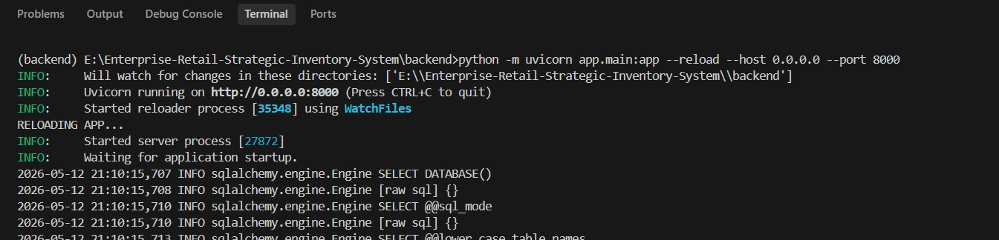 Problems Output Debug Console Terminal Ports
(backend) E:\Enterprise-Retail-Strategic-Inventory-System\backend>python -m uvicorn app.main:app --reload --host 0.0.0.0 --port 8000
INFO: Will watch for changes in these directories: ['E:\\Enterprise-Retail-Strategic-Inventory-System\\backend']
INFO: Uvicorn running on http://0.0.0.0:8000 (Press CTRL+C to quit)
INFO: Started reloader process [35348] using WatchFiles
RELOADING APP...
INFO: Started server process [27872]
INFO: Waiting for application startup.
2026-05-12 21:10:15,707 INFO sqlalchemy.engine.Engine SELECT DATABASE()
2026-05-12 21:10:15,708 INFO sqlalchemy.engine.Engine [raw sql] {}
2026-05-12 21:10:15,710 INFO sqlalchemy.engine.Engine SELECT @@sql_mode
2026-05-12 21:10:15,710 INFO sqlalchemy.engine.Engine [raw sql] {}
2026-05-12 21:10:15,713 INFO sqlalchemy.engine.Engine SELECT @@lower_case_table_names